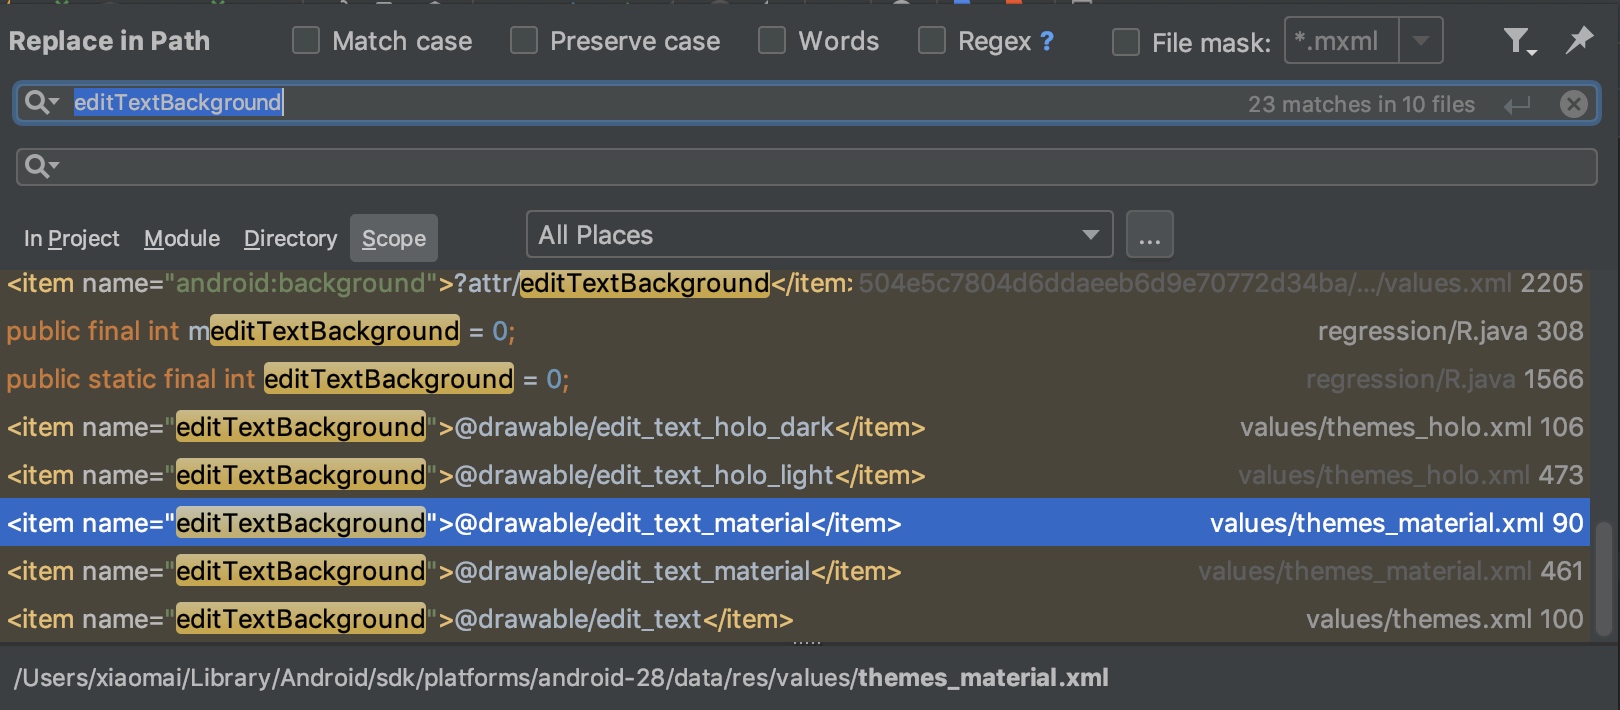 Replace in Path Match case Preserve case Words Regex ? File mask: *.mxml
editTextBackground 23 matches in 10 files
In Project Module Directory Scope All Places ...
<item name="android:background">?attr/editTextBackground</item: 504e5c7804d6ddaeeb6d9e70772d34ba/.../values.xml 2205
public final int meditTextBackground = 0; regression/R.java 308
public static final int editTextBackground = 0; regression/R.java 1566
<item name="editTextBackground">@drawable/edit_text_holo_dark</item> values/themes_holo.xml 106
<item name="editTextBackground">@drawable/edit_text_holo_light</item> values/themes_holo.xml 473
<item name="editTextBackground">@drawable/edit_text_material</item> values/themes_material.xml 90
<item name="editTextBackground">@drawable/edit_text_material</item> values/themes_material.xml 461
<item name="editTextBackground">@drawable/edit_text</item> values/themes.xml 100
/Users/xiaomai/Library/Android/sdk/platforms/android-28/data/res/values/themes_material.xml